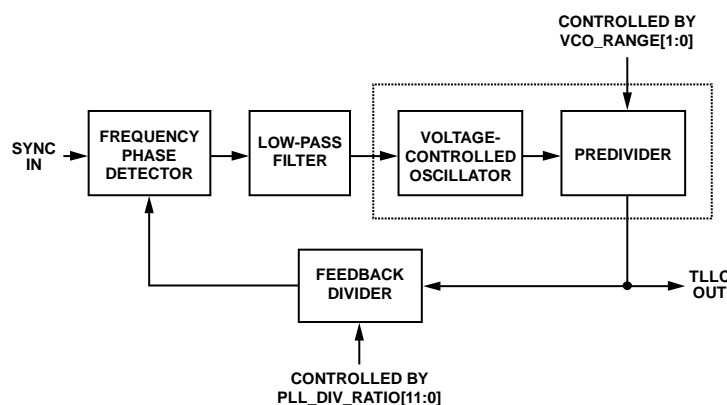 CONTROLLED BY
VCO_RANGE[1:0]
SYNC
IN
FREQUENCY
PHASE
DETECTOR
LOW-PASS
FILTER
VOLTAGE-
CONTROLLED
OSCILLATOR
PREDIVIDER
FEEDBACK
DIVIDER
TLLC
OUT
CONTROLLED BY
PLL_DIV_RATIO[11:0]